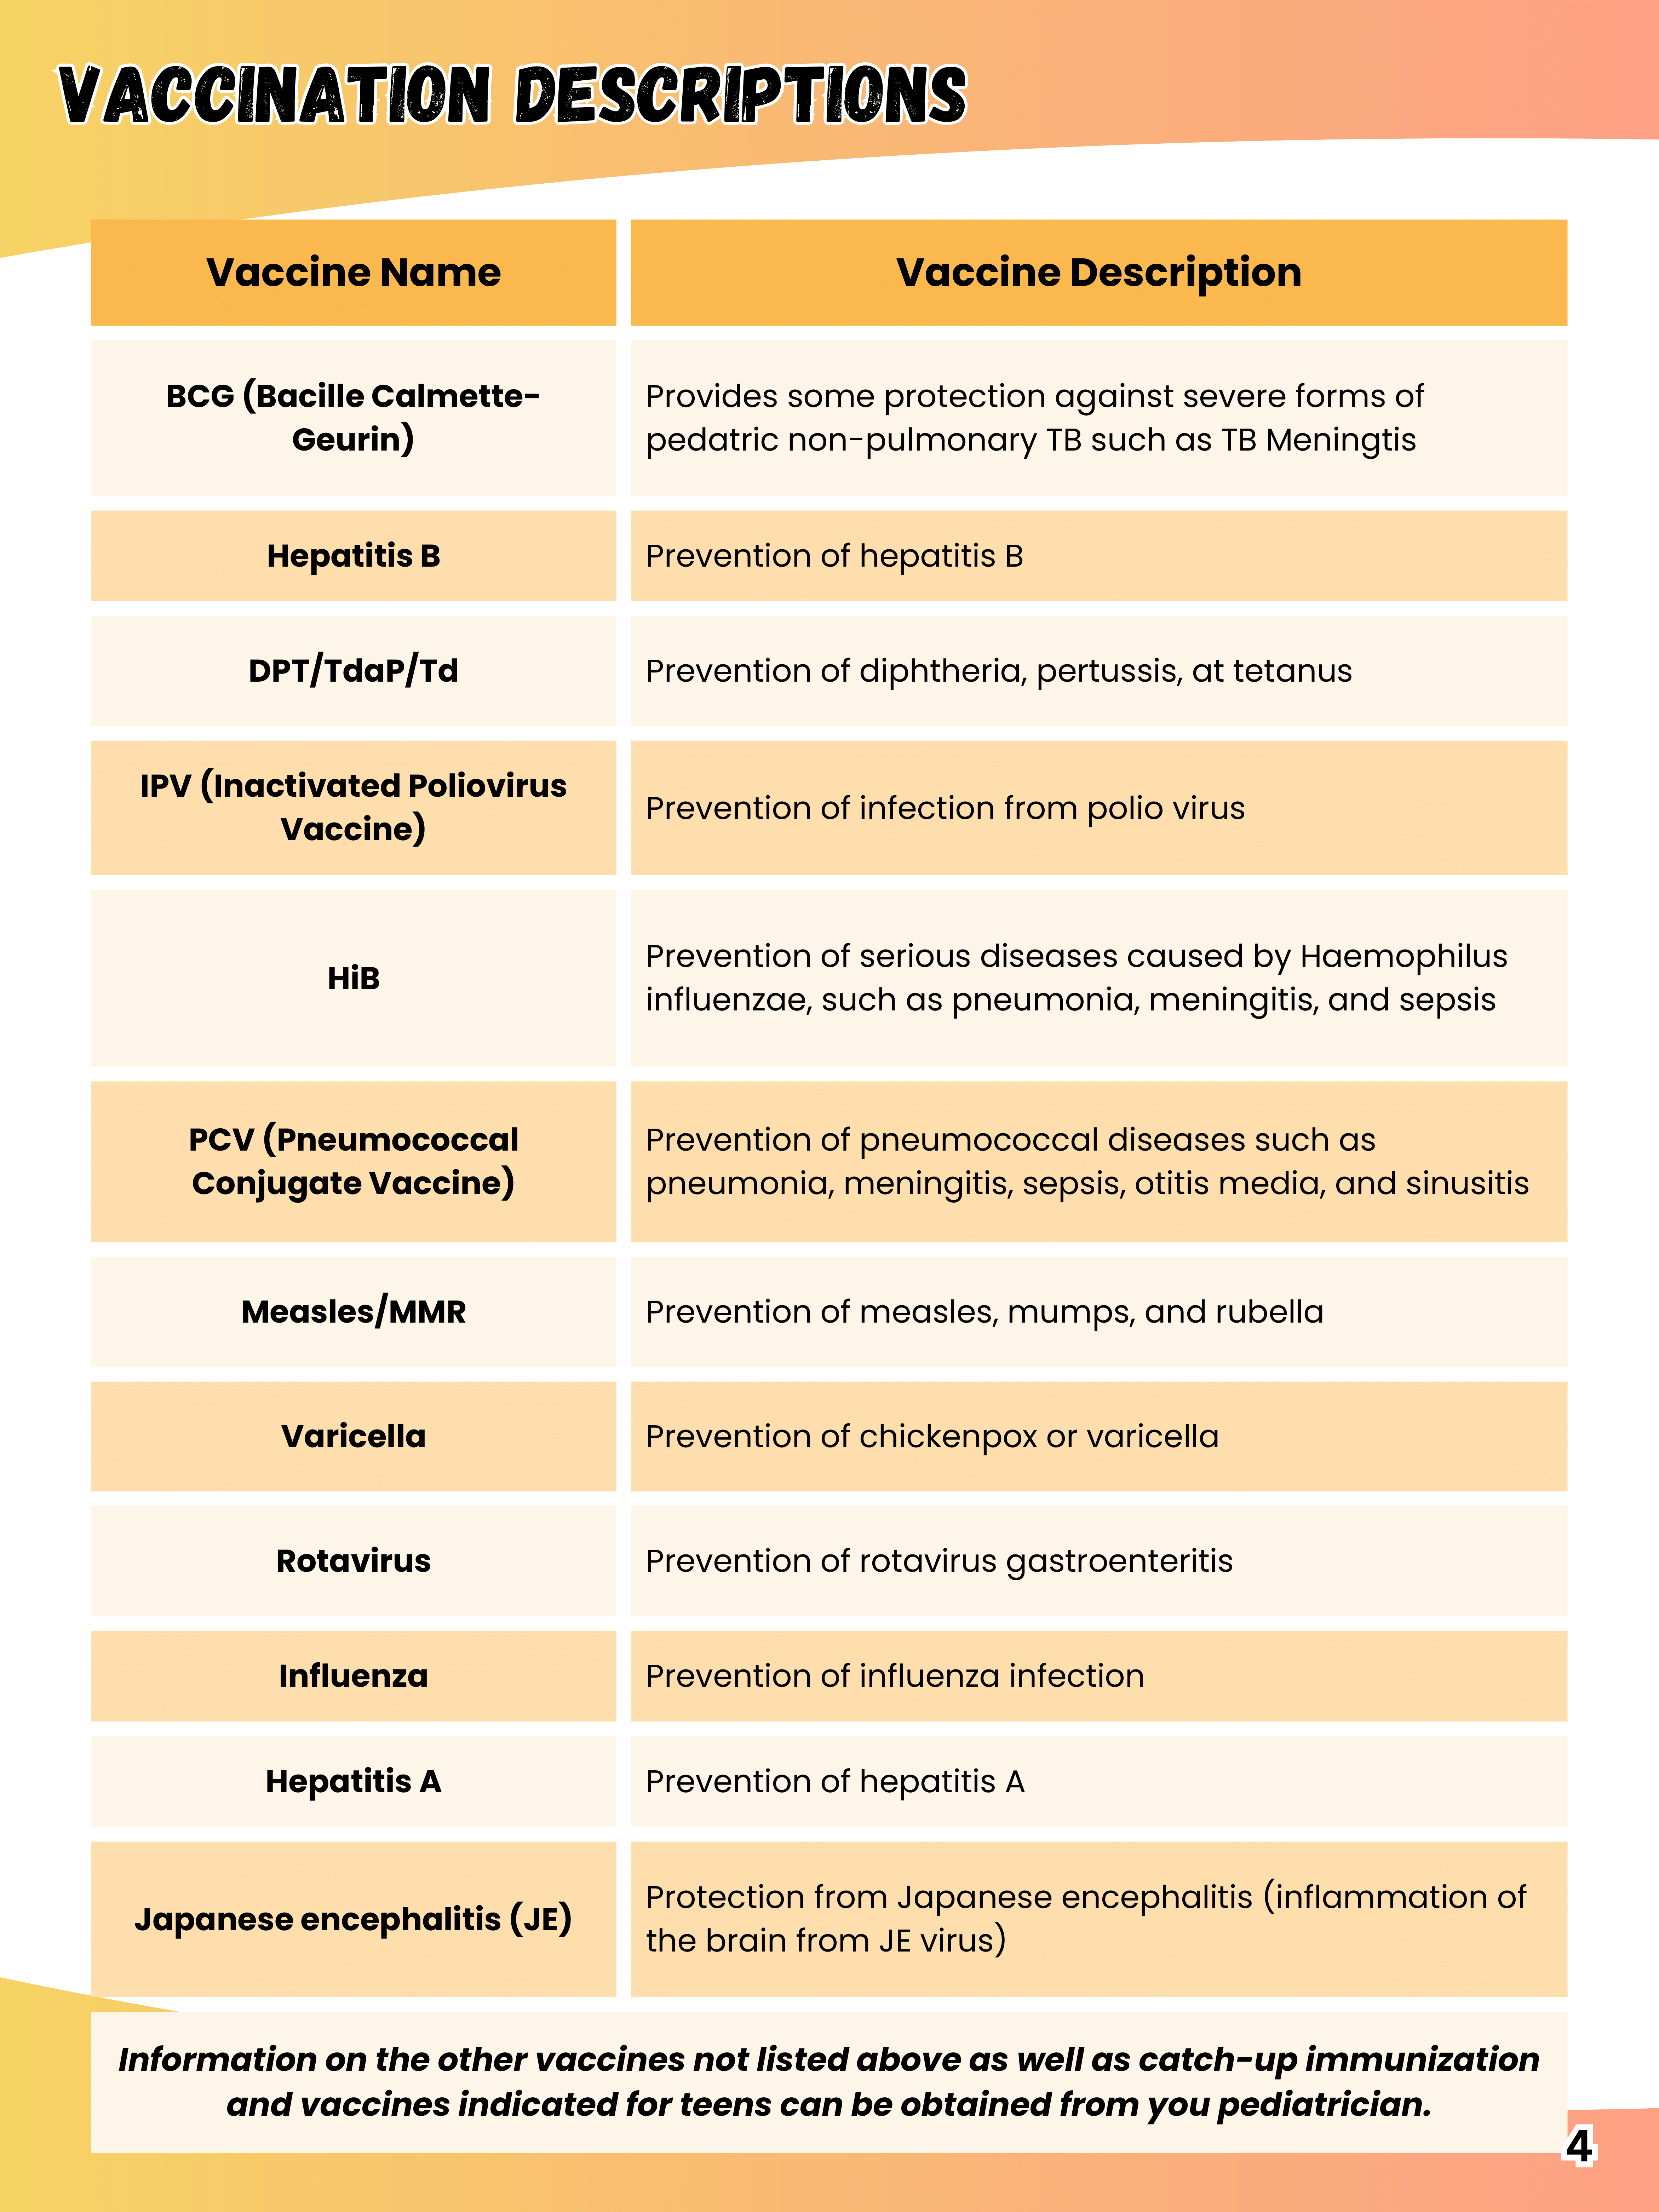 VACCINATION DESCRIPTIONS
Vaccine Name
Vaccine Description
BCG (Bacille Calmette-
Geurin)
Provides some protection against severe forms of
pedatric non-pulmonary TB such as TB Meningtis
Hepatitis B
Prevention of hepatitis B
DPT/TdaP/Td
Prevention of diphtheria, pertussis, at tetanus
IPV (Inactivated Poliovirus
Vaccine)
Prevention of infection from polio virus
HiB
Prevention of serious diseases caused by Haemophilus
influenzae, such as pneumonia, meningitis, and sepsis
PCV (Pneumococcal
Conjugate Vaccine)
Prevention of pneumococcal diseases such as
pneumonia, meningitis, sepsis, otitis media, and sinusitis
Measles/MMR
Prevention of measles, mumps, and rubella
Varicella
Prevention of chickenpox or varicella
Rotavirus
Prevention of rotavirus gastroenteritis
Influenza
Prevention of influenza infection
Hepatitis A
Prevention of hepatitis A
Japanese encephalitis (JE)
Protection from Japanese encephalitis (inflammation of
the brain from JE virus)
Information on the other vaccines not listed above as well as catch-up immunization
and vaccines indicated for teens can be obtained from you pediatrician.
4